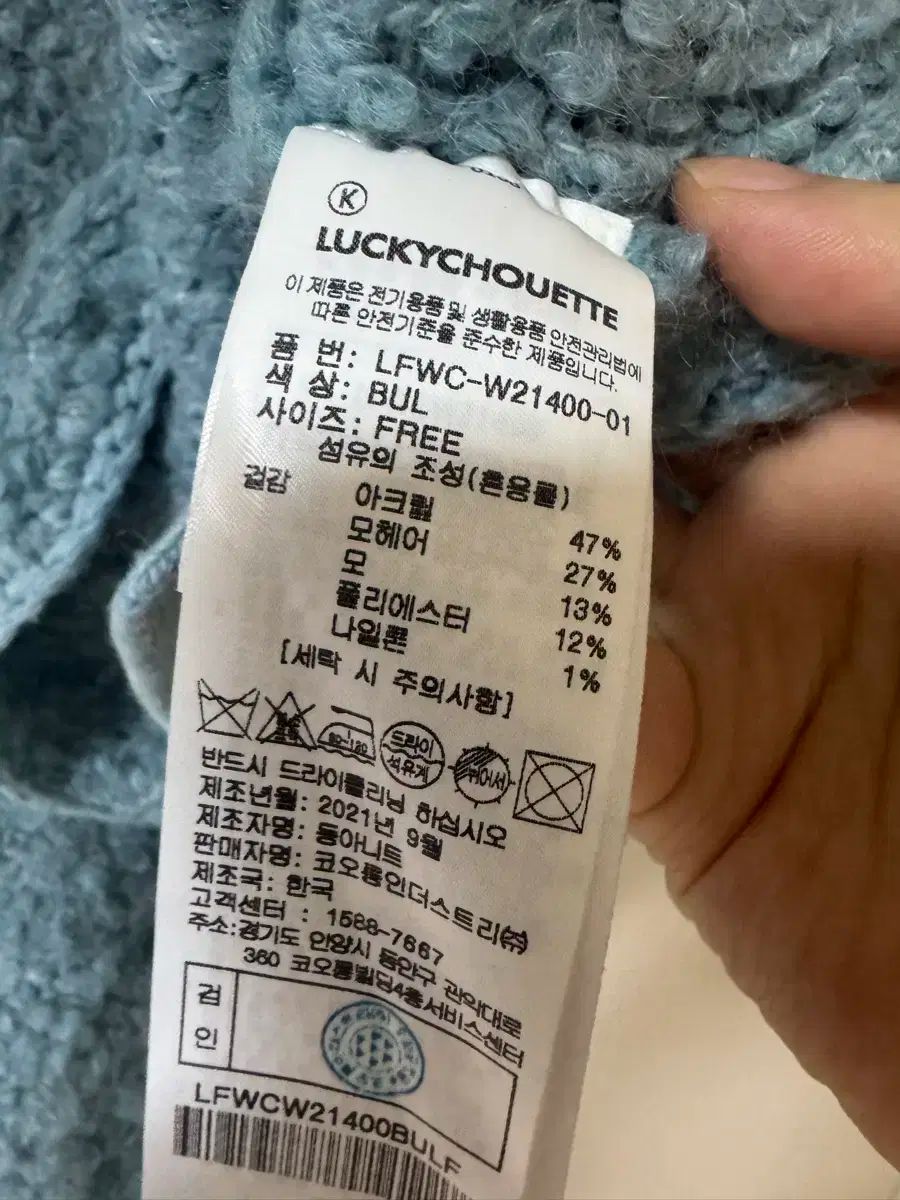 K
LUCKYCHOUETTE
이 제품은 전기용품 및 생활용품 안전관리법에
따른 안전기준을 준수한 제품입니다.
품 번: LFWC-W21400-01
색 상: BUL
사이즈: FREE
섬유의 조성(혼용률)
겉감
아크릴 47%
모헤어 27%
모 13%
폴리에스터 12%
나일론 1%
[세탁 시 주의사항]
80~120
드라이
석유계
뉘어서
반드시 드라이클리닝 하십시오
제조년월: 2021년 9월
제조자명: 동아니트
판매자명: 코오롱인더스트리㈜
제조국: 한국
고객센터 : 1588-7667
주소:경기도 안양시 동안구 관악대로
360 코오롱빌딩4층서비스센터
검
인
LFWCW21400BULF